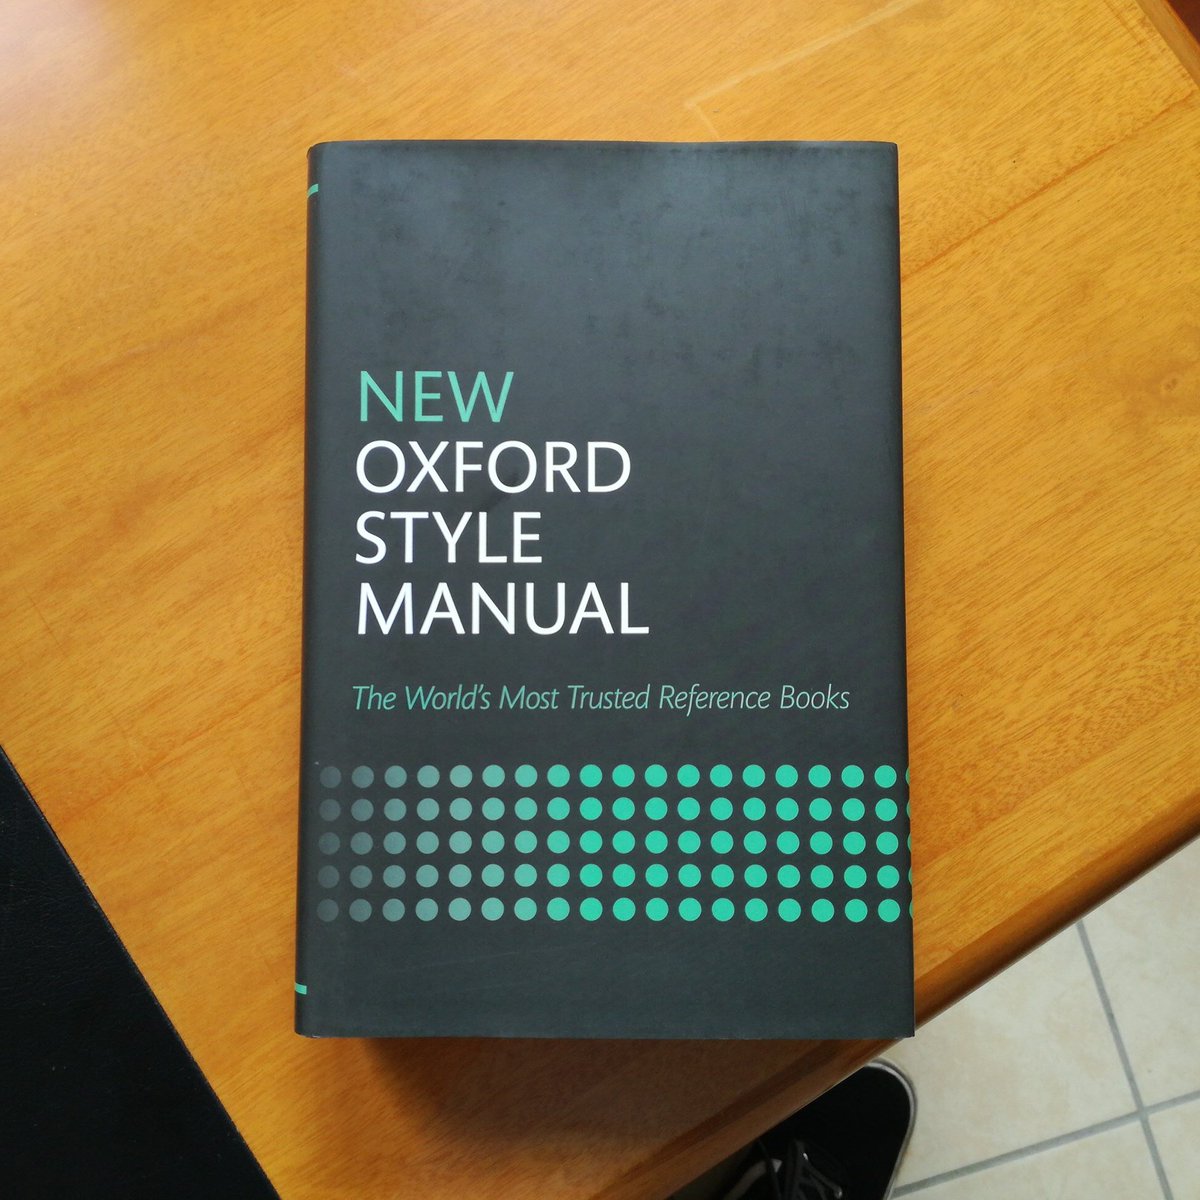 NEW
OXFORD
STYLE
MANUAL
The World's Most Trusted Reference Books